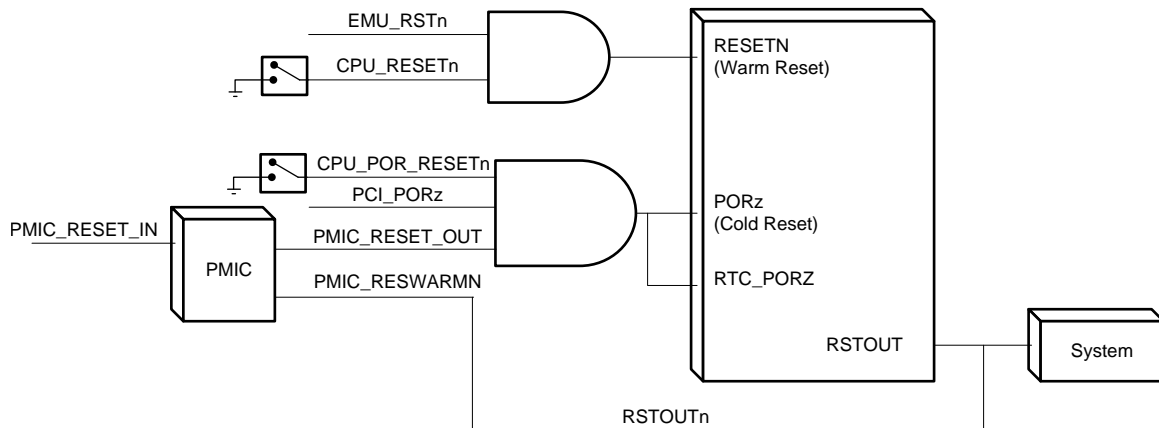 EMU_RSTn
CPU_RESETn
RESETN
(Warm Reset)
CPU_POR_RESETn
PCI_PORz
PORz
(Cold Reset)
PMIC_RESET_IN
PMIC_RESET_OUT
PMIC
PMIC_RESWARMN
RTC_PORZ
RSTOUT
System
RSTOUTn